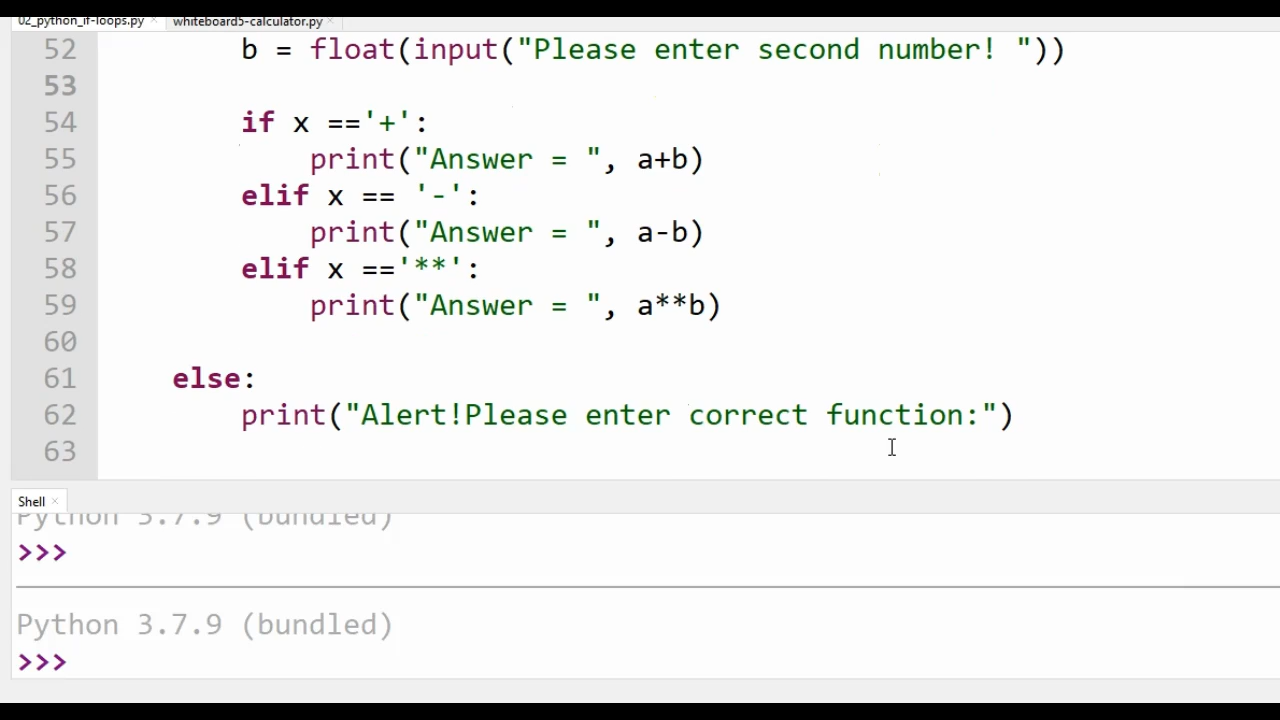 02_python_if-loops.py × whiteboard5-calculator.py ×
52 b = float(input("Please enter second number! "))
53
54 if x =='+':
55 print("Answer = ", a+b)
56 elif x == '-':
57 print("Answer = ", a-b)
58 elif x =='**':
59 print("Answer = ", a**b)
60
61 else:
62 print("Alert!Please enter correct function:")
63
Shell ×
Python 3.7.9 (bundled)
>>>
Python 3.7.9 (bundled)
>>>